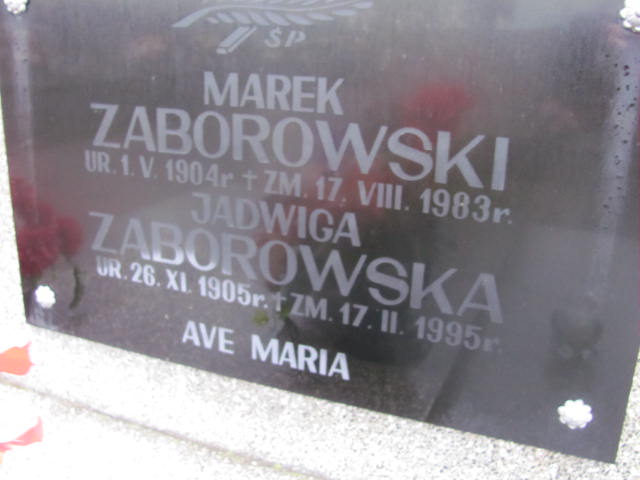 ŚP
MAREK
ZABOROWSKI
UR. 1. V. 1904r † ZM. 17. VIII. 1983r.
JADWIGA
ZABOROWSKA
UR. 26. XI. 1905r. † ZM. 17. II. 1995r.
AVE MARIA